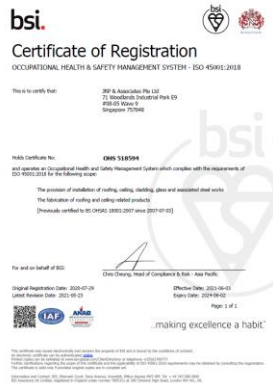 bsi.
bsi.
Certificate of Registration
OCCUPATIONAL HEALTH & SAFETY MANAGEMENT SYSTEM - ISO 45001:2018
This is to certify that:
JRP & Associates Pte Ltd
71 Woodlands Industrial Park E9
#08-05 Wave 9
Singapore 757048
Holds Certificate No:
OHS 518594
and operates an Occupational Health and Safety Management System which complies with the requirements of
ISO 45001:2018 for the following scope:
The provision of installation of roofing, ceiling, cladding, glass and associated steel works
The fabrication of roofing and ceiling related products
[Previously certified to BS OHSAS 18001:2007 since 2007-07-03]
For and on behalf of BSI:
Chris Cheung, Head of Compliance & Risk - Asia Pacific
Original Registration Date: 2020-07-29
Effective Date: 2021-06-03
Latest Revision Date: 2021-05-23
Expiry Date: 2024-06-02
Page: 1 of 1
IAF
ANAB
...making excellence a habit